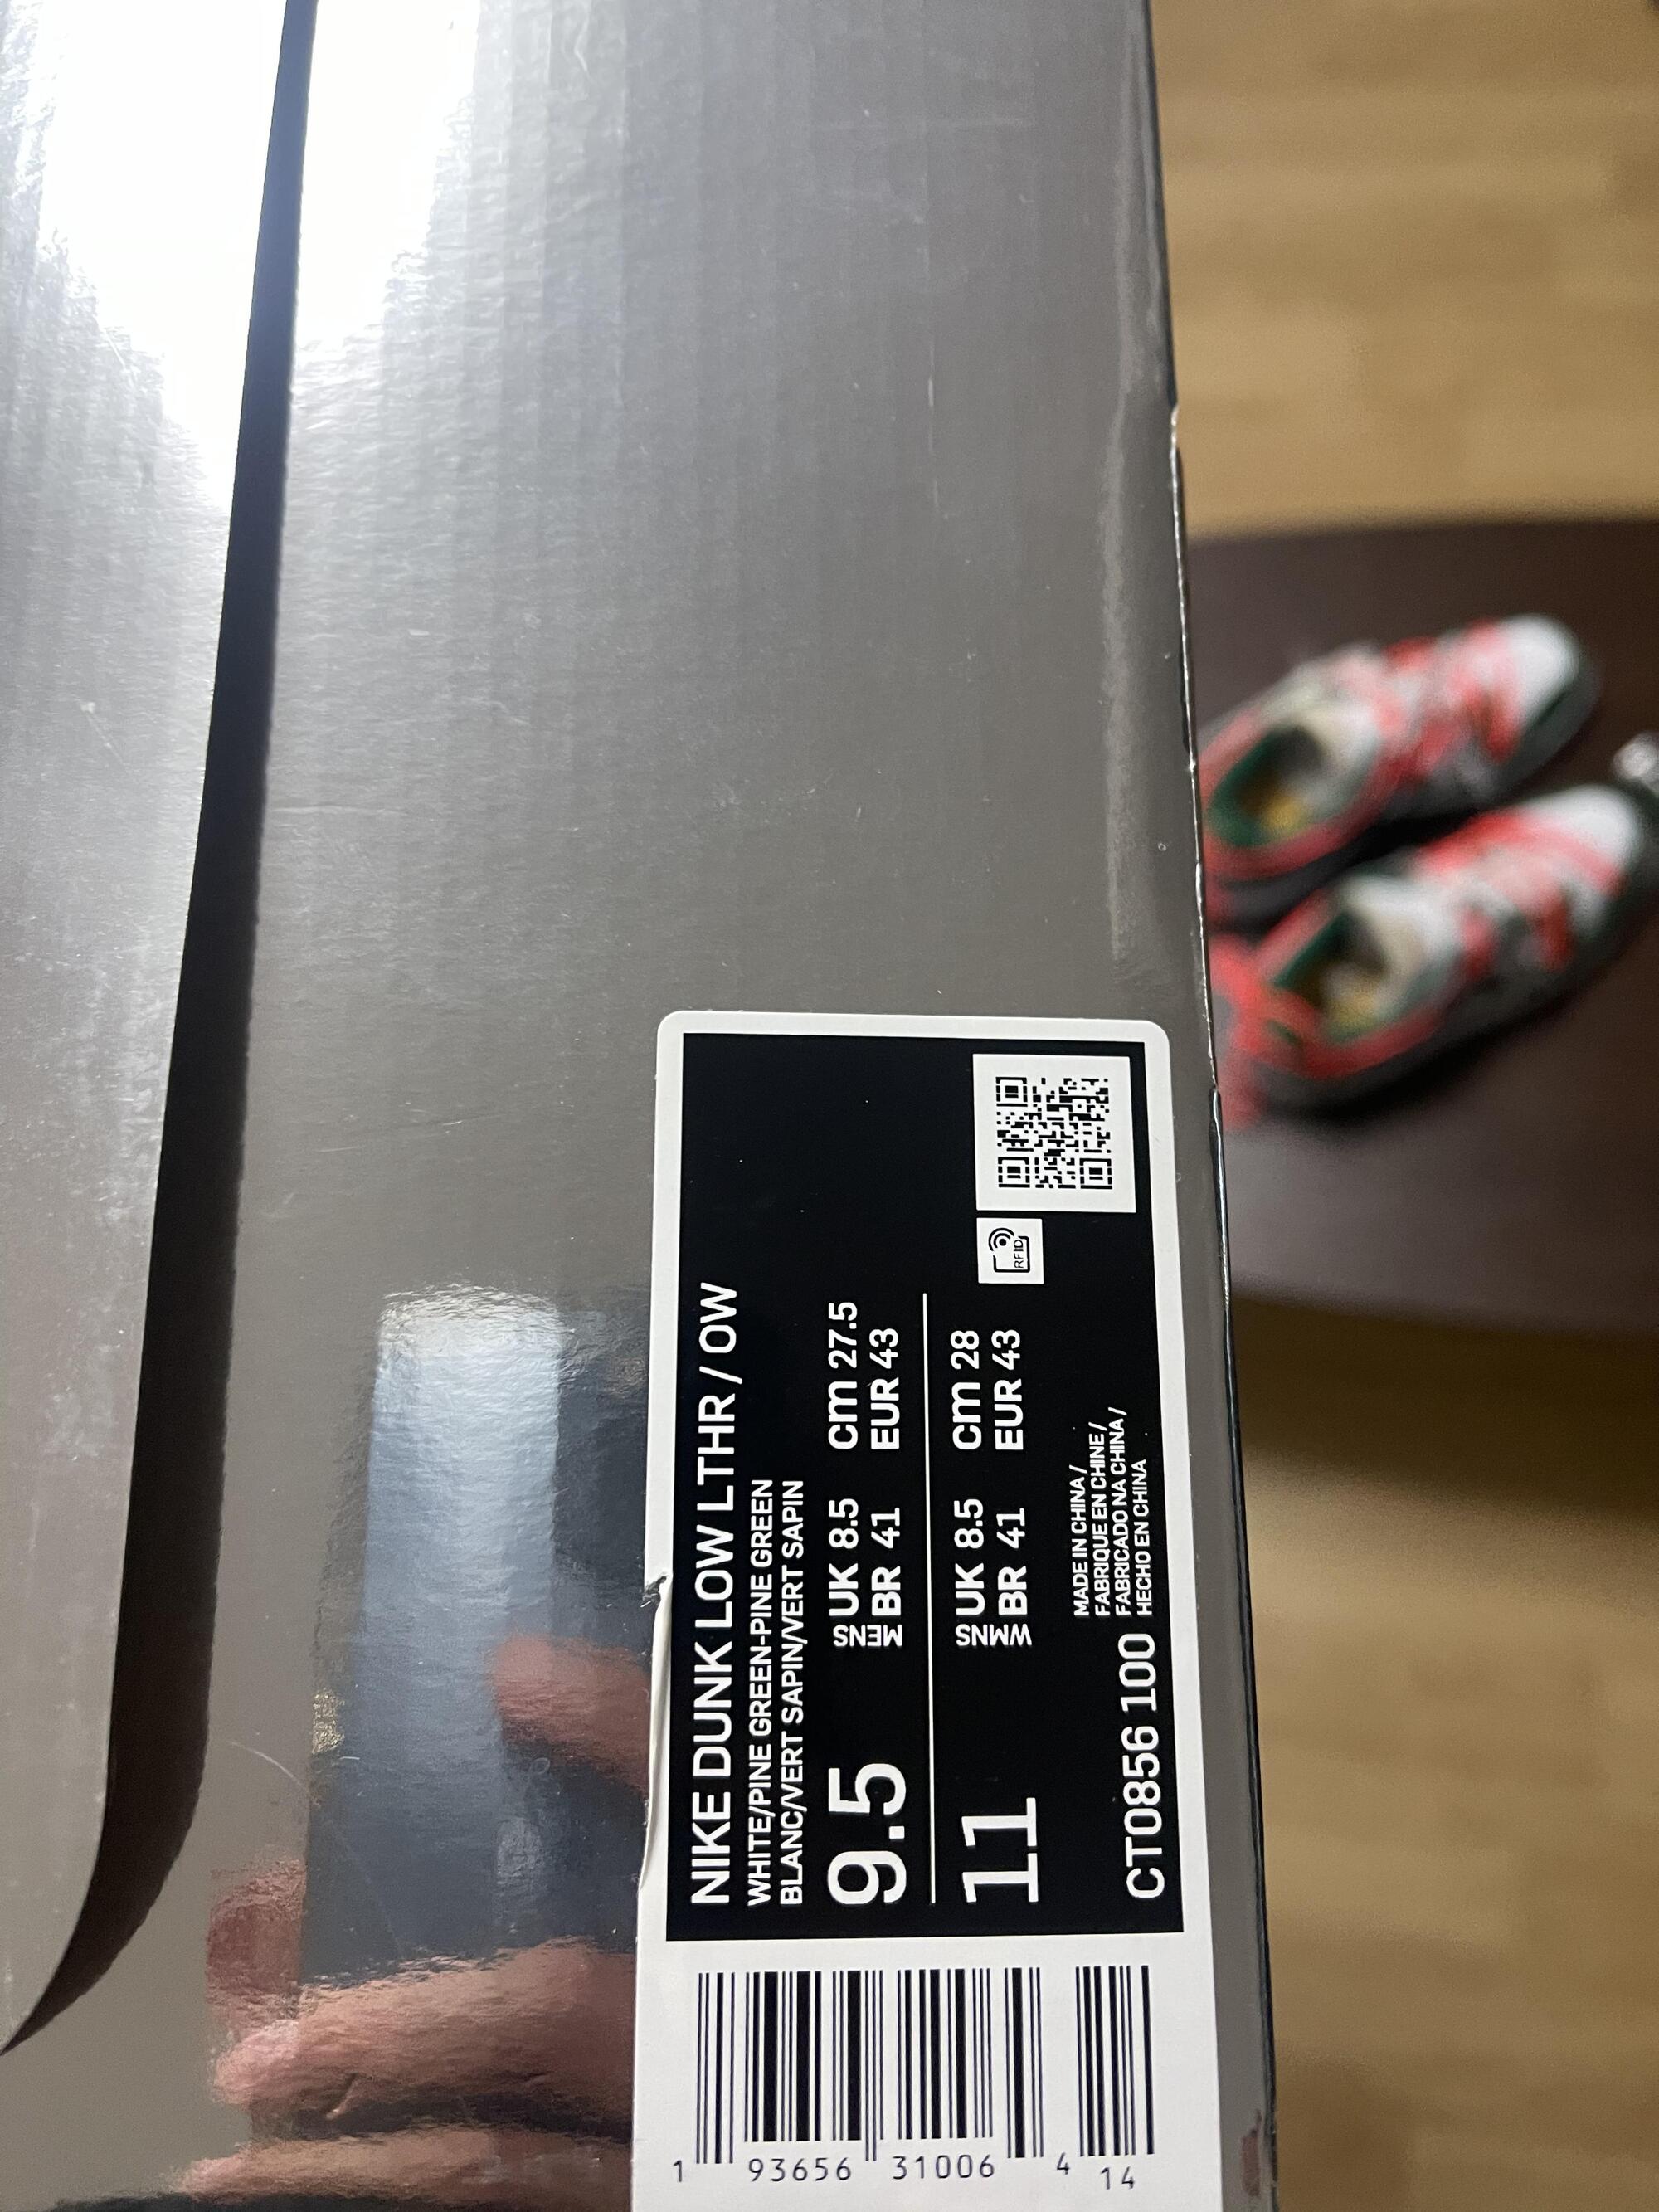 NIKE DUNK LOW LTHR / OW
WHITE/PINE GREEN-PINE GREEN
BLANC/VERT SAPIN/VERT SAPIN
9.5
MENS
UK 8.5 cm 27.5
BR 41 EUR 43
11
WMNS
UK 8.5 cm 28
BR 41 EUR 43
RFID
CT0856 100
MADE IN CHINA /
FABRIQUE EN CHINE /
FABRICADO NA CHINA /
HECHO EN CHINA
1 93656 31006 4 14